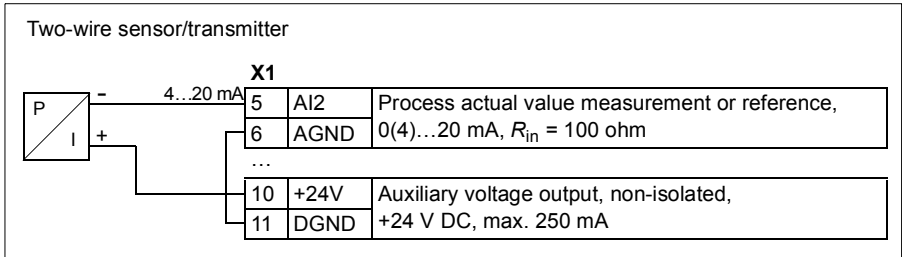 Two-wire sensor/transmitter
X1
P
I
-
+
4…20 mA
5 AI2 Process actual value measurement or reference,
6 AGND 0(4)…20 mA, Rin = 100 ohm
…
10 +24V Auxiliary voltage output, non-isolated,
11 DGND +24 V DC, max. 250 mA